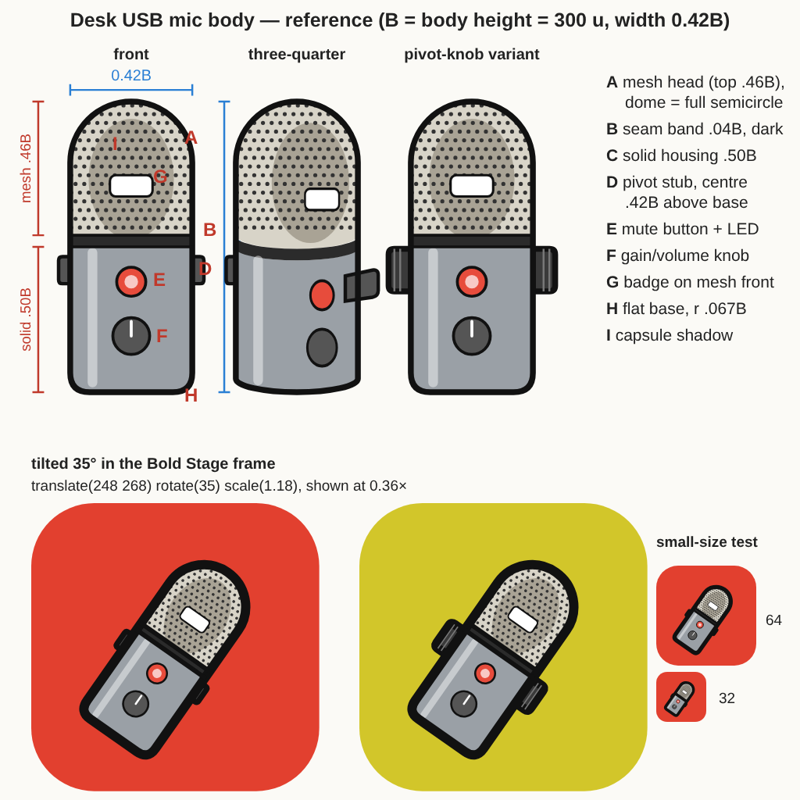 Desk USB mic body — reference (B = body height = 300 u, width 0.42B)
front
three-quarter
pivot-knob variant
0.42B
A mesh head (top .46B),
dome = full semicircle
B seam band .04B, dark
C solid housing .50B
D pivot stub, centre
.42B above base
E mute button + LED
F gain/volume knob
G badge on mesh front
H flat base, r .067B
I capsule shadow
mesh .46B
solid .50B
I
A
G
B
D
E
F
H
tilted 35° in the Bold Stage frame
translate(248 268) rotate(35) scale(1.18), shown at 0.36×
small-size test
64
32